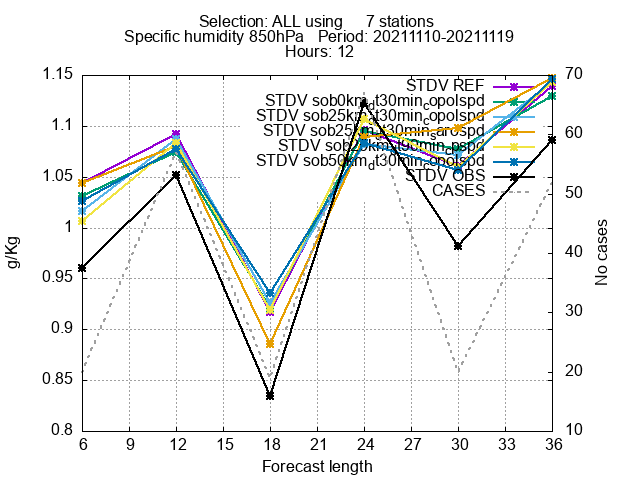 Selection: ALL using 7 stations
Specific humidity 850hPa Period: 20211110-20211119
Hours: 12
STDV REF
STDV sob0km_dt30min_copolspd
STDV sob25km_dt30min_copolspd
STDV OBS
CASES
1.15
1.1
1.05
1
0.95
0.9
0.85
0.8
70
60
50
40
30
20
10
6 9 12 15 18 21 24 27 30 33 36
g/Kg
No cases
Forecast length